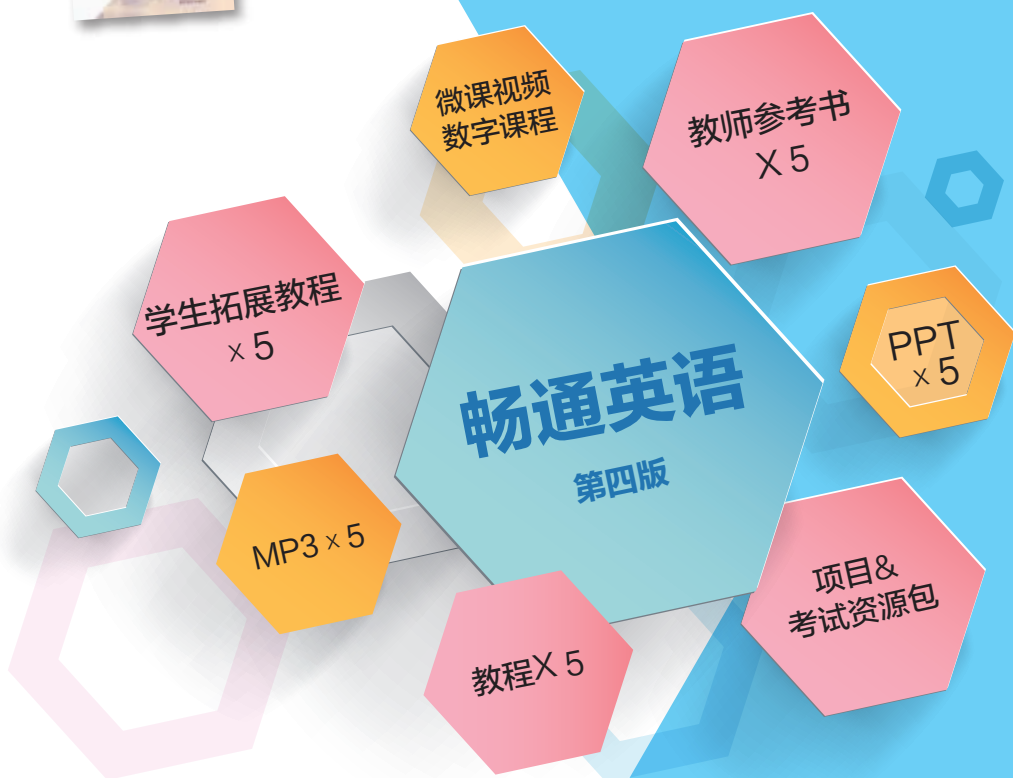 微课视频
数字课程
教师参考书
X 5
学生拓展教程
x 5
PPT
x 5
畅通英语
第四版
MP3 x 5
项目&
考试资源包
教程X 5